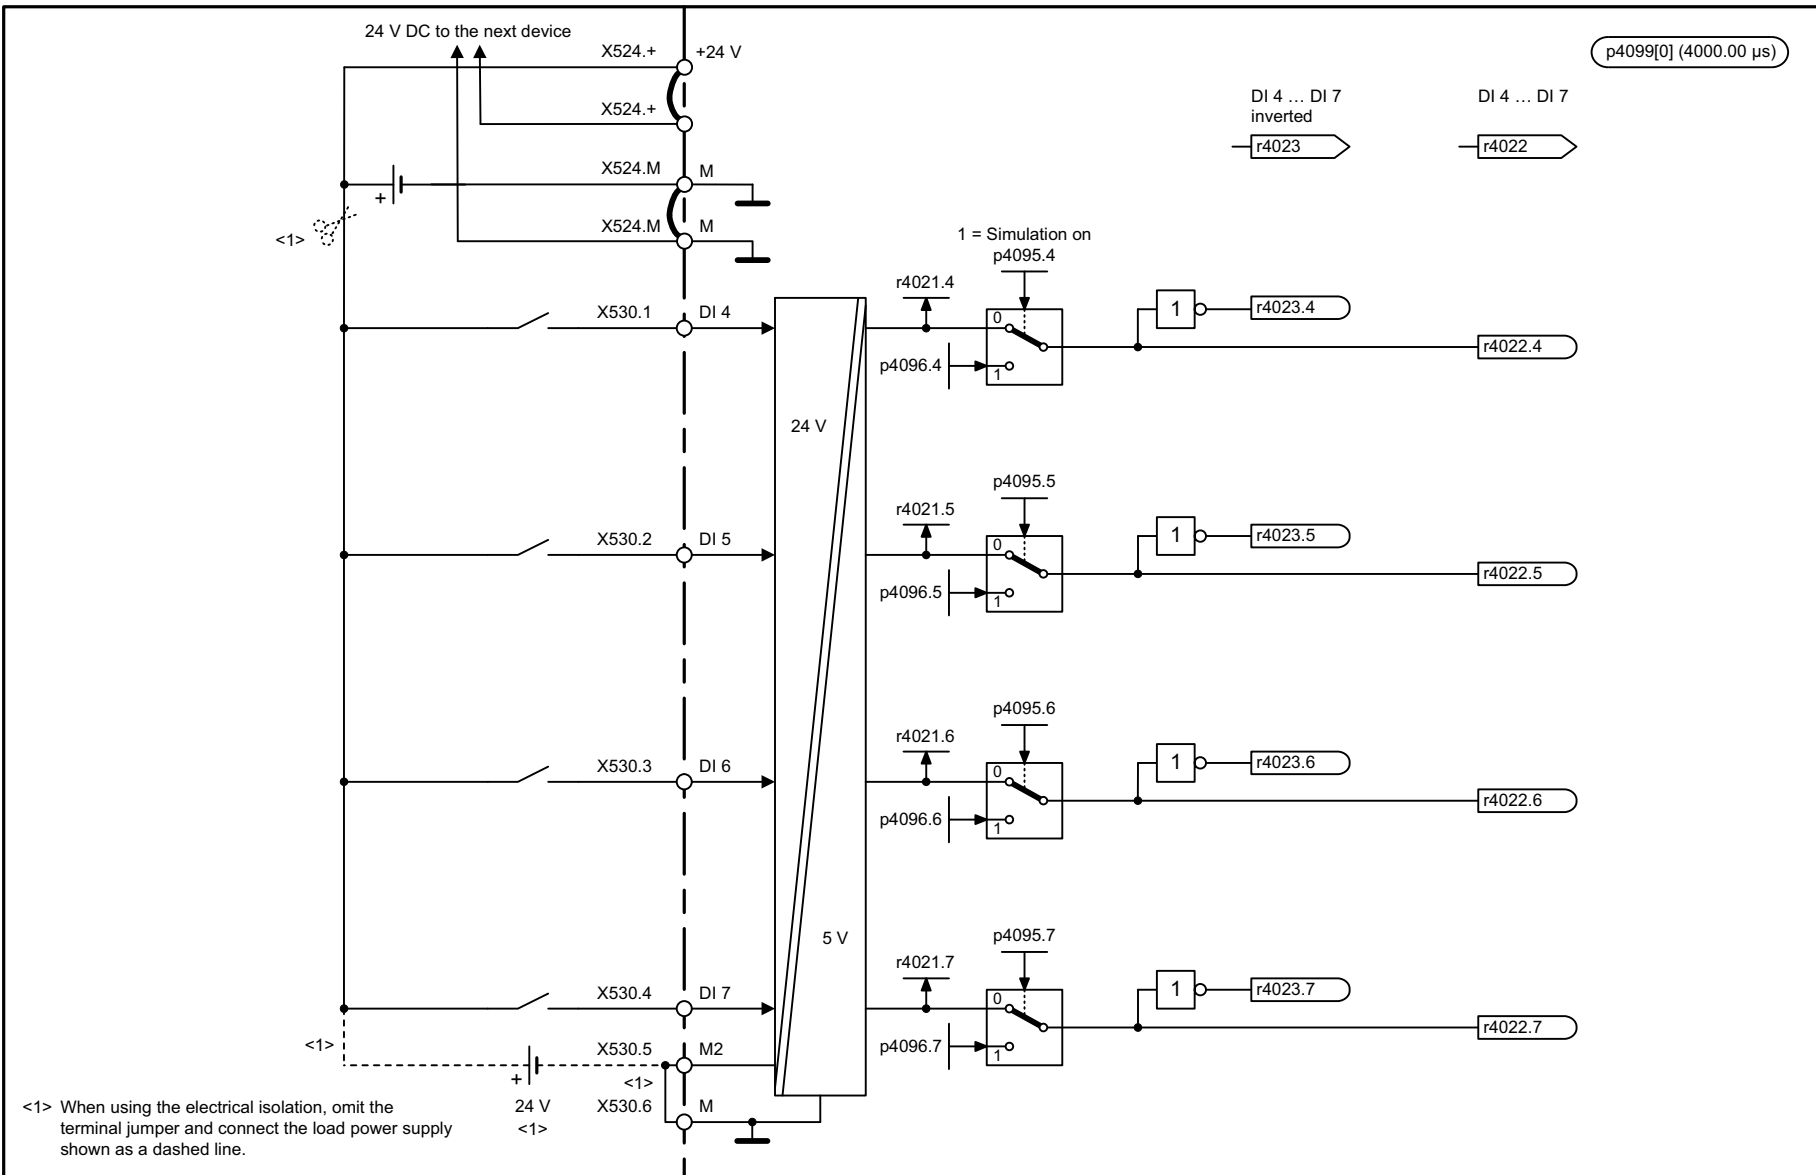 24 V DC to the next device
X524.+
+24 V
p4099[0] (4000.00 µs)
X524.+
DI 4 … DI 7
inverted
r4023
DI 4 … DI 7
r4022
X524.M
M
+
<1>
X524.M
M
1 = Simulation on
p4095.4
r4021.4
X530.1
DI 4
0
1
r4023.4
r4022.4
p4096.4
1
24 V
p4095.5
r4021.5
X530.2
DI 5
0
1
r4023.5
r4022.5
p4096.5
1
p4095.6
r4021.6
X530.3
DI 6
0
1
r4023.6
r4022.6
p4096.6
1
5 V
p4095.7
r4021.7
X530.4
DI 7
0
1
r4023.7
r4022.7
p4096.7
1
<1>
X530.5
M2
+
<1>
24 V
<1>
X530.6
M
<1> When using the electrical isolation, omit the
terminal jumper and connect the load power supply
shown as a dashed line.